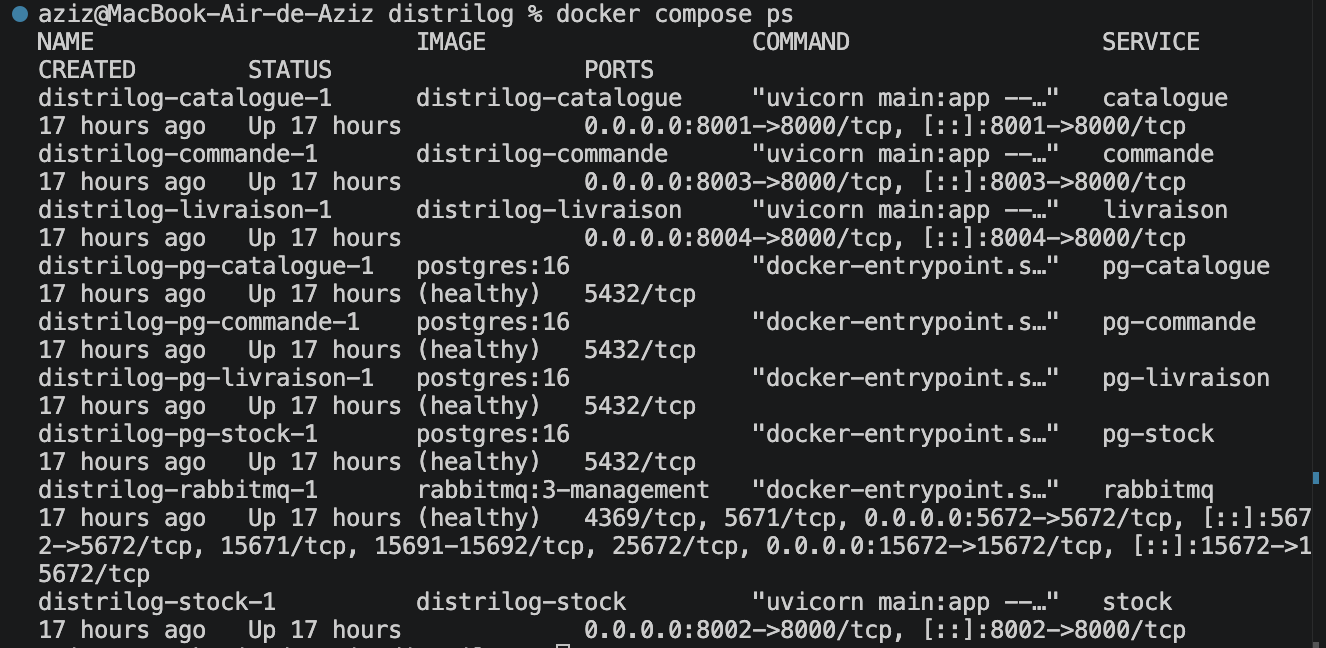 aziz@MacBook-Air-de-Aziz distrilog % docker compose ps
NAME IMAGE COMMAND SERVICE
CREATED STATUS PORTS
distrilog-catalogue-1 distrilog-catalogue "uvicorn main:app --…" catalogue
17 hours ago Up 17 hours 0.0.0.0:8001->8000/tcp, [::]:8001->8000/tcp
distrilog-commande-1 distrilog-commande "uvicorn main:app --…" commande
17 hours ago Up 17 hours 0.0.0.0:8003->8000/tcp, [::]:8003->8000/tcp
distrilog-livraison-1 distrilog-livraison "uvicorn main:app --…" livraison
17 hours ago Up 17 hours 0.0.0.0:8004->8000/tcp, [::]:8004->8000/tcp
distrilog-pg-catalogue-1 postgres:16 "docker-entrypoint.s…" pg-catalogue
17 hours ago Up 17 hours (healthy) 5432/tcp
distrilog-pg-commande-1 postgres:16 "docker-entrypoint.s…" pg-commande
17 hours ago Up 17 hours (healthy) 5432/tcp
distrilog-pg-livraison-1 postgres:16 "docker-entrypoint.s…" pg-livraison
17 hours ago Up 17 hours (healthy) 5432/tcp
distrilog-pg-stock-1 postgres:16 "docker-entrypoint.s…" pg-stock
17 hours ago Up 17 hours (healthy) 5432/tcp
distrilog-rabbitmq-1 rabbitmq:3-management "docker-entrypoint.s…" rabbitmq
17 hours ago Up 17 hours (healthy) 4369/tcp, 5671/tcp, 0.0.0.0:5672->5672/tcp, [::]:567
2->5672/tcp, 15671/tcp, 15691-15692/tcp, 25672/tcp, 0.0.0.0:15672->15672/tcp, [::]:15672->1
5672/tcp
distrilog-stock-1 distrilog-stock "uvicorn main:app --…" stock
17 hours ago Up 17 hours 0.0.0.0:8002->8000/tcp, [::]:8002->8000/tcp